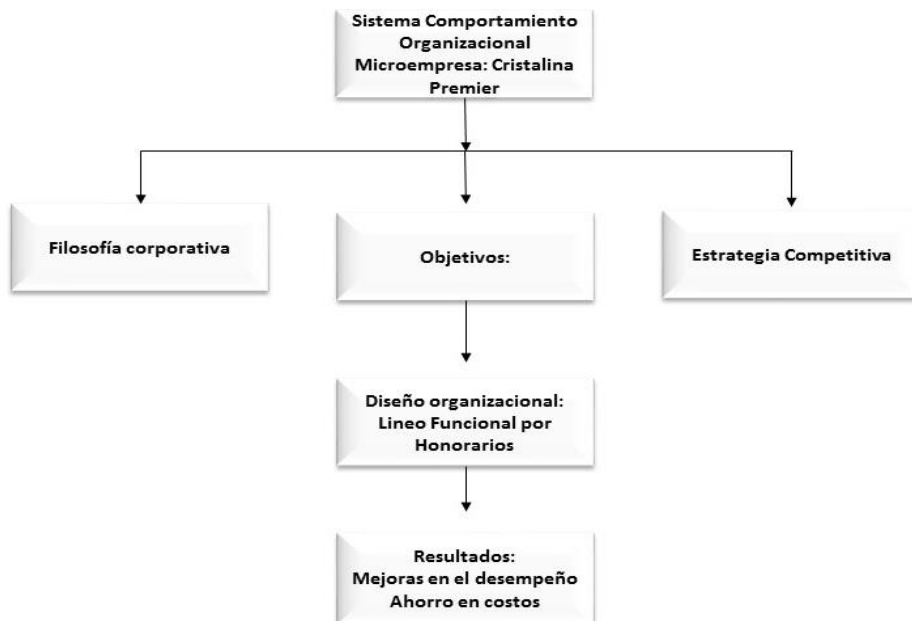 Sistema Comportamiento
Organizacional
Microempresa: Cristalina
Premier
Filosofía corporativa
Objetivos:
Estrategia Competitiva
Diseño organizacional:
Lineo Funcional por
Honorarios
Resultados:
Mejoras en el desempeño
Ahorro en costos